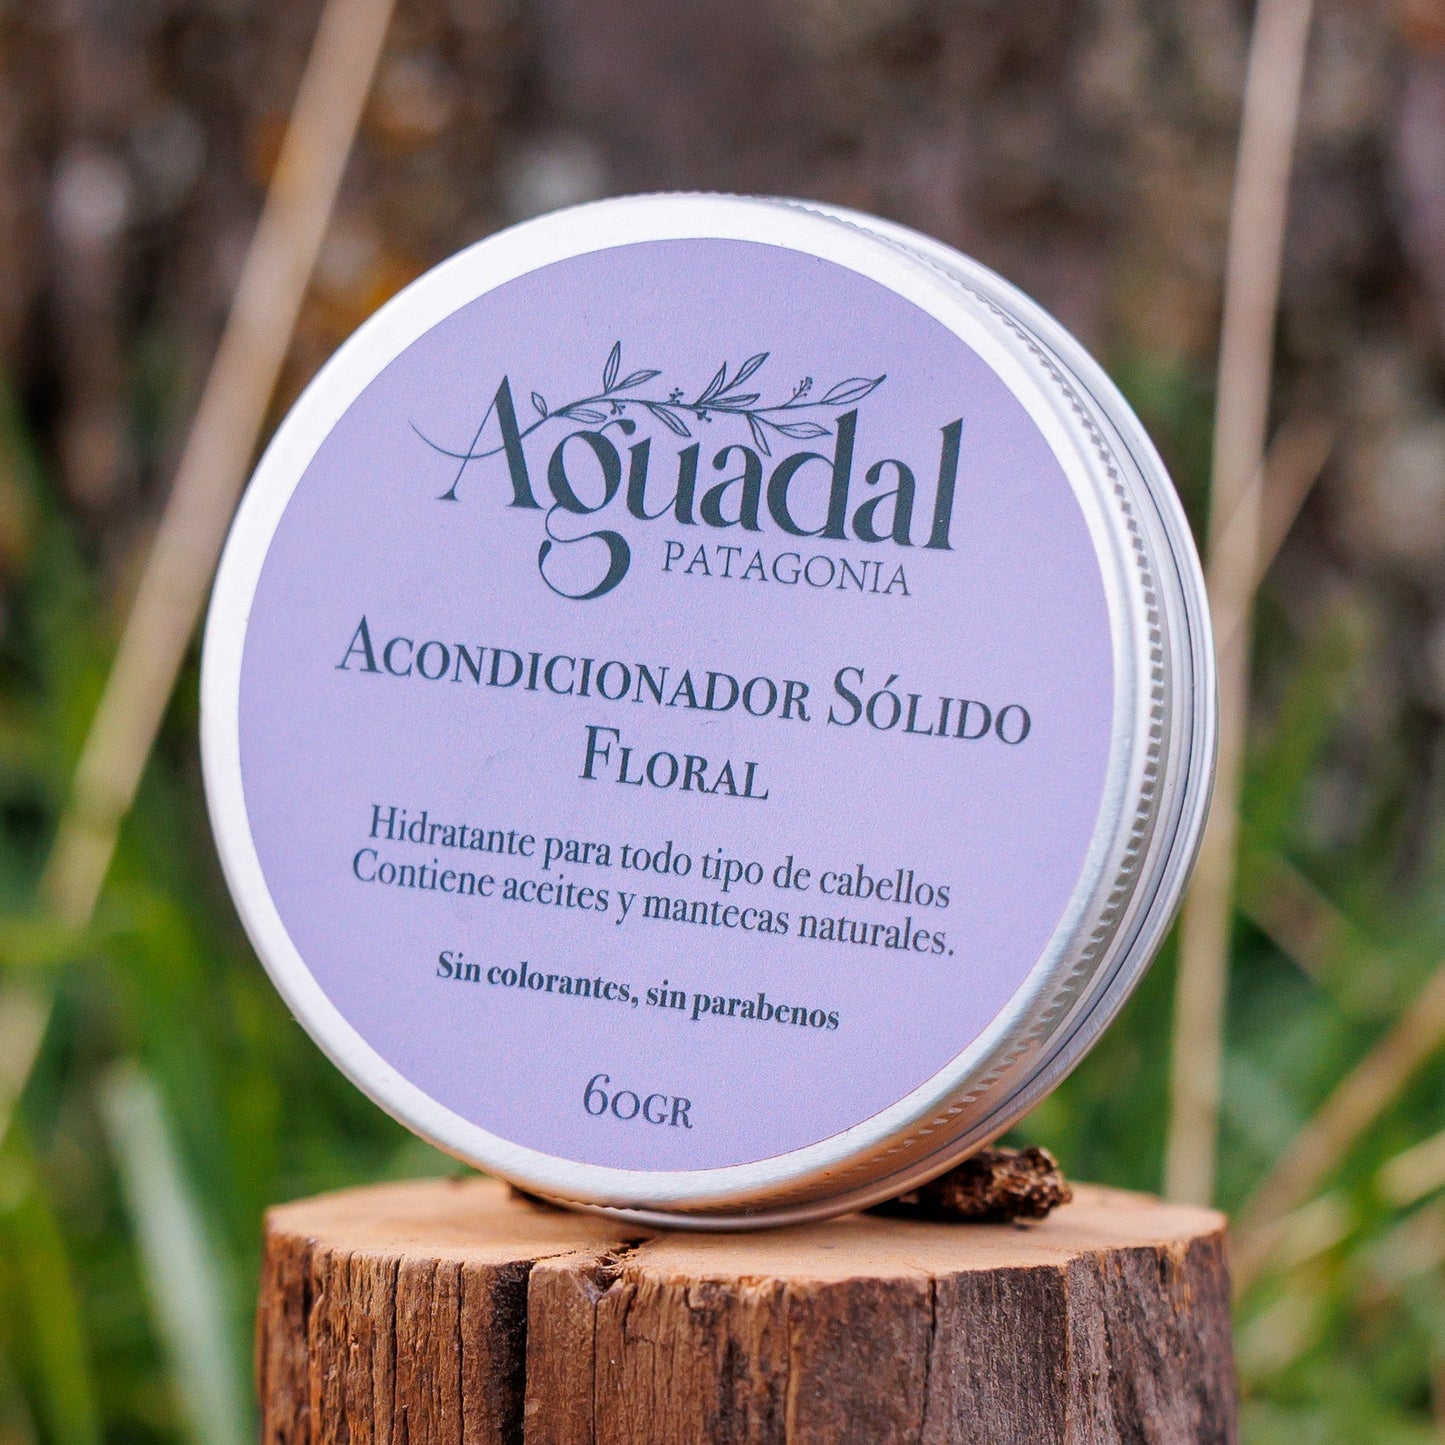 Aguadal
PATAGONIA
Acondicionador Sólido
Floral
Hidratante para todo tipo de cabellos
Contiene aceites y mantecas naturales.
Sin colorantes, sin parabenos
60GR